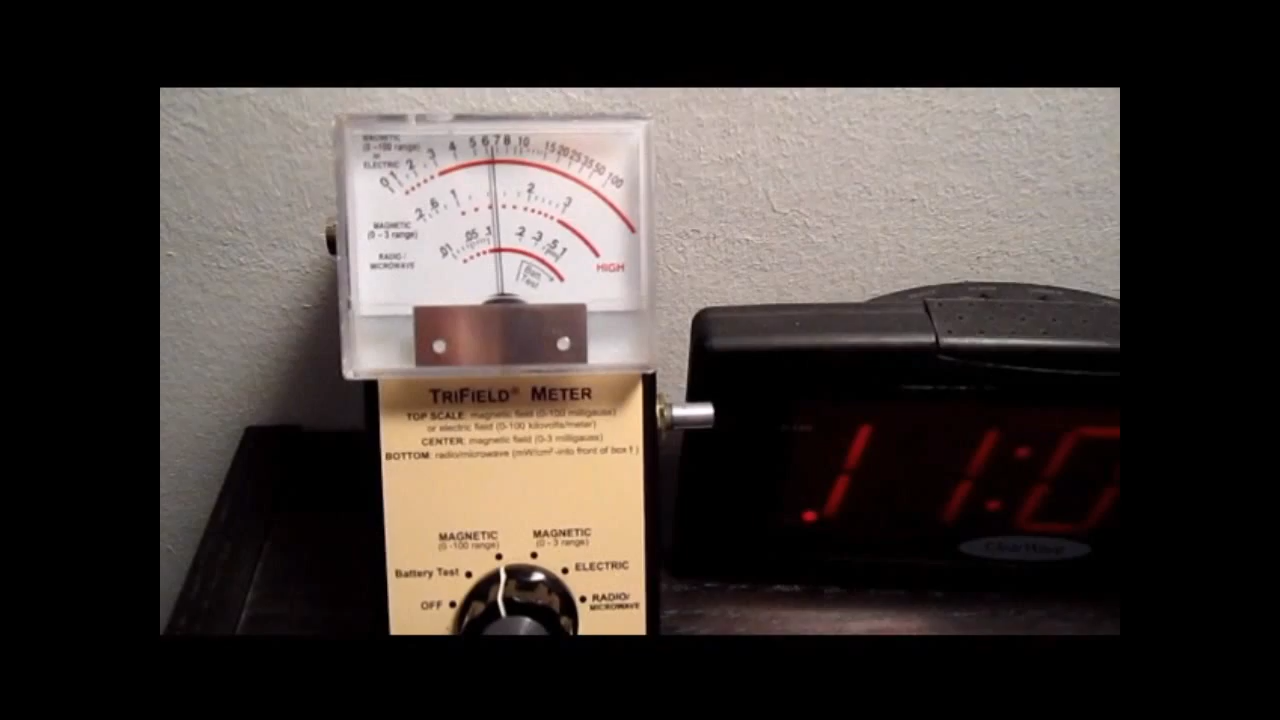 MAGNETIC
(0-100 range)
or
ELECTRIC
0 1 2 3 4 5 6 7 8 10 15 20 25 35 50 100
.2 .5 1 2 3
MAGNETIC
(0-3 range)
HIGH
.01 .05 .1 .2 .3 .5 1
RADIO/
MICROWAVE
Batt.
Test
TRIFIELD® METER
TOP SCALE: magnetic field (0-100 milligauss)
or electric field (0-100 kilovolts/meter)
CENTER: magnetic field (0-3 milligauss)
BOTTOM: radio/microwave (mW/cm²-into front of box↑)
MAGNETIC
(0-100 range)
MAGNETIC
(0-3 range)
Battery Test
ELECTRIC
OFF
RADIO/
MICROWAVE
11:0